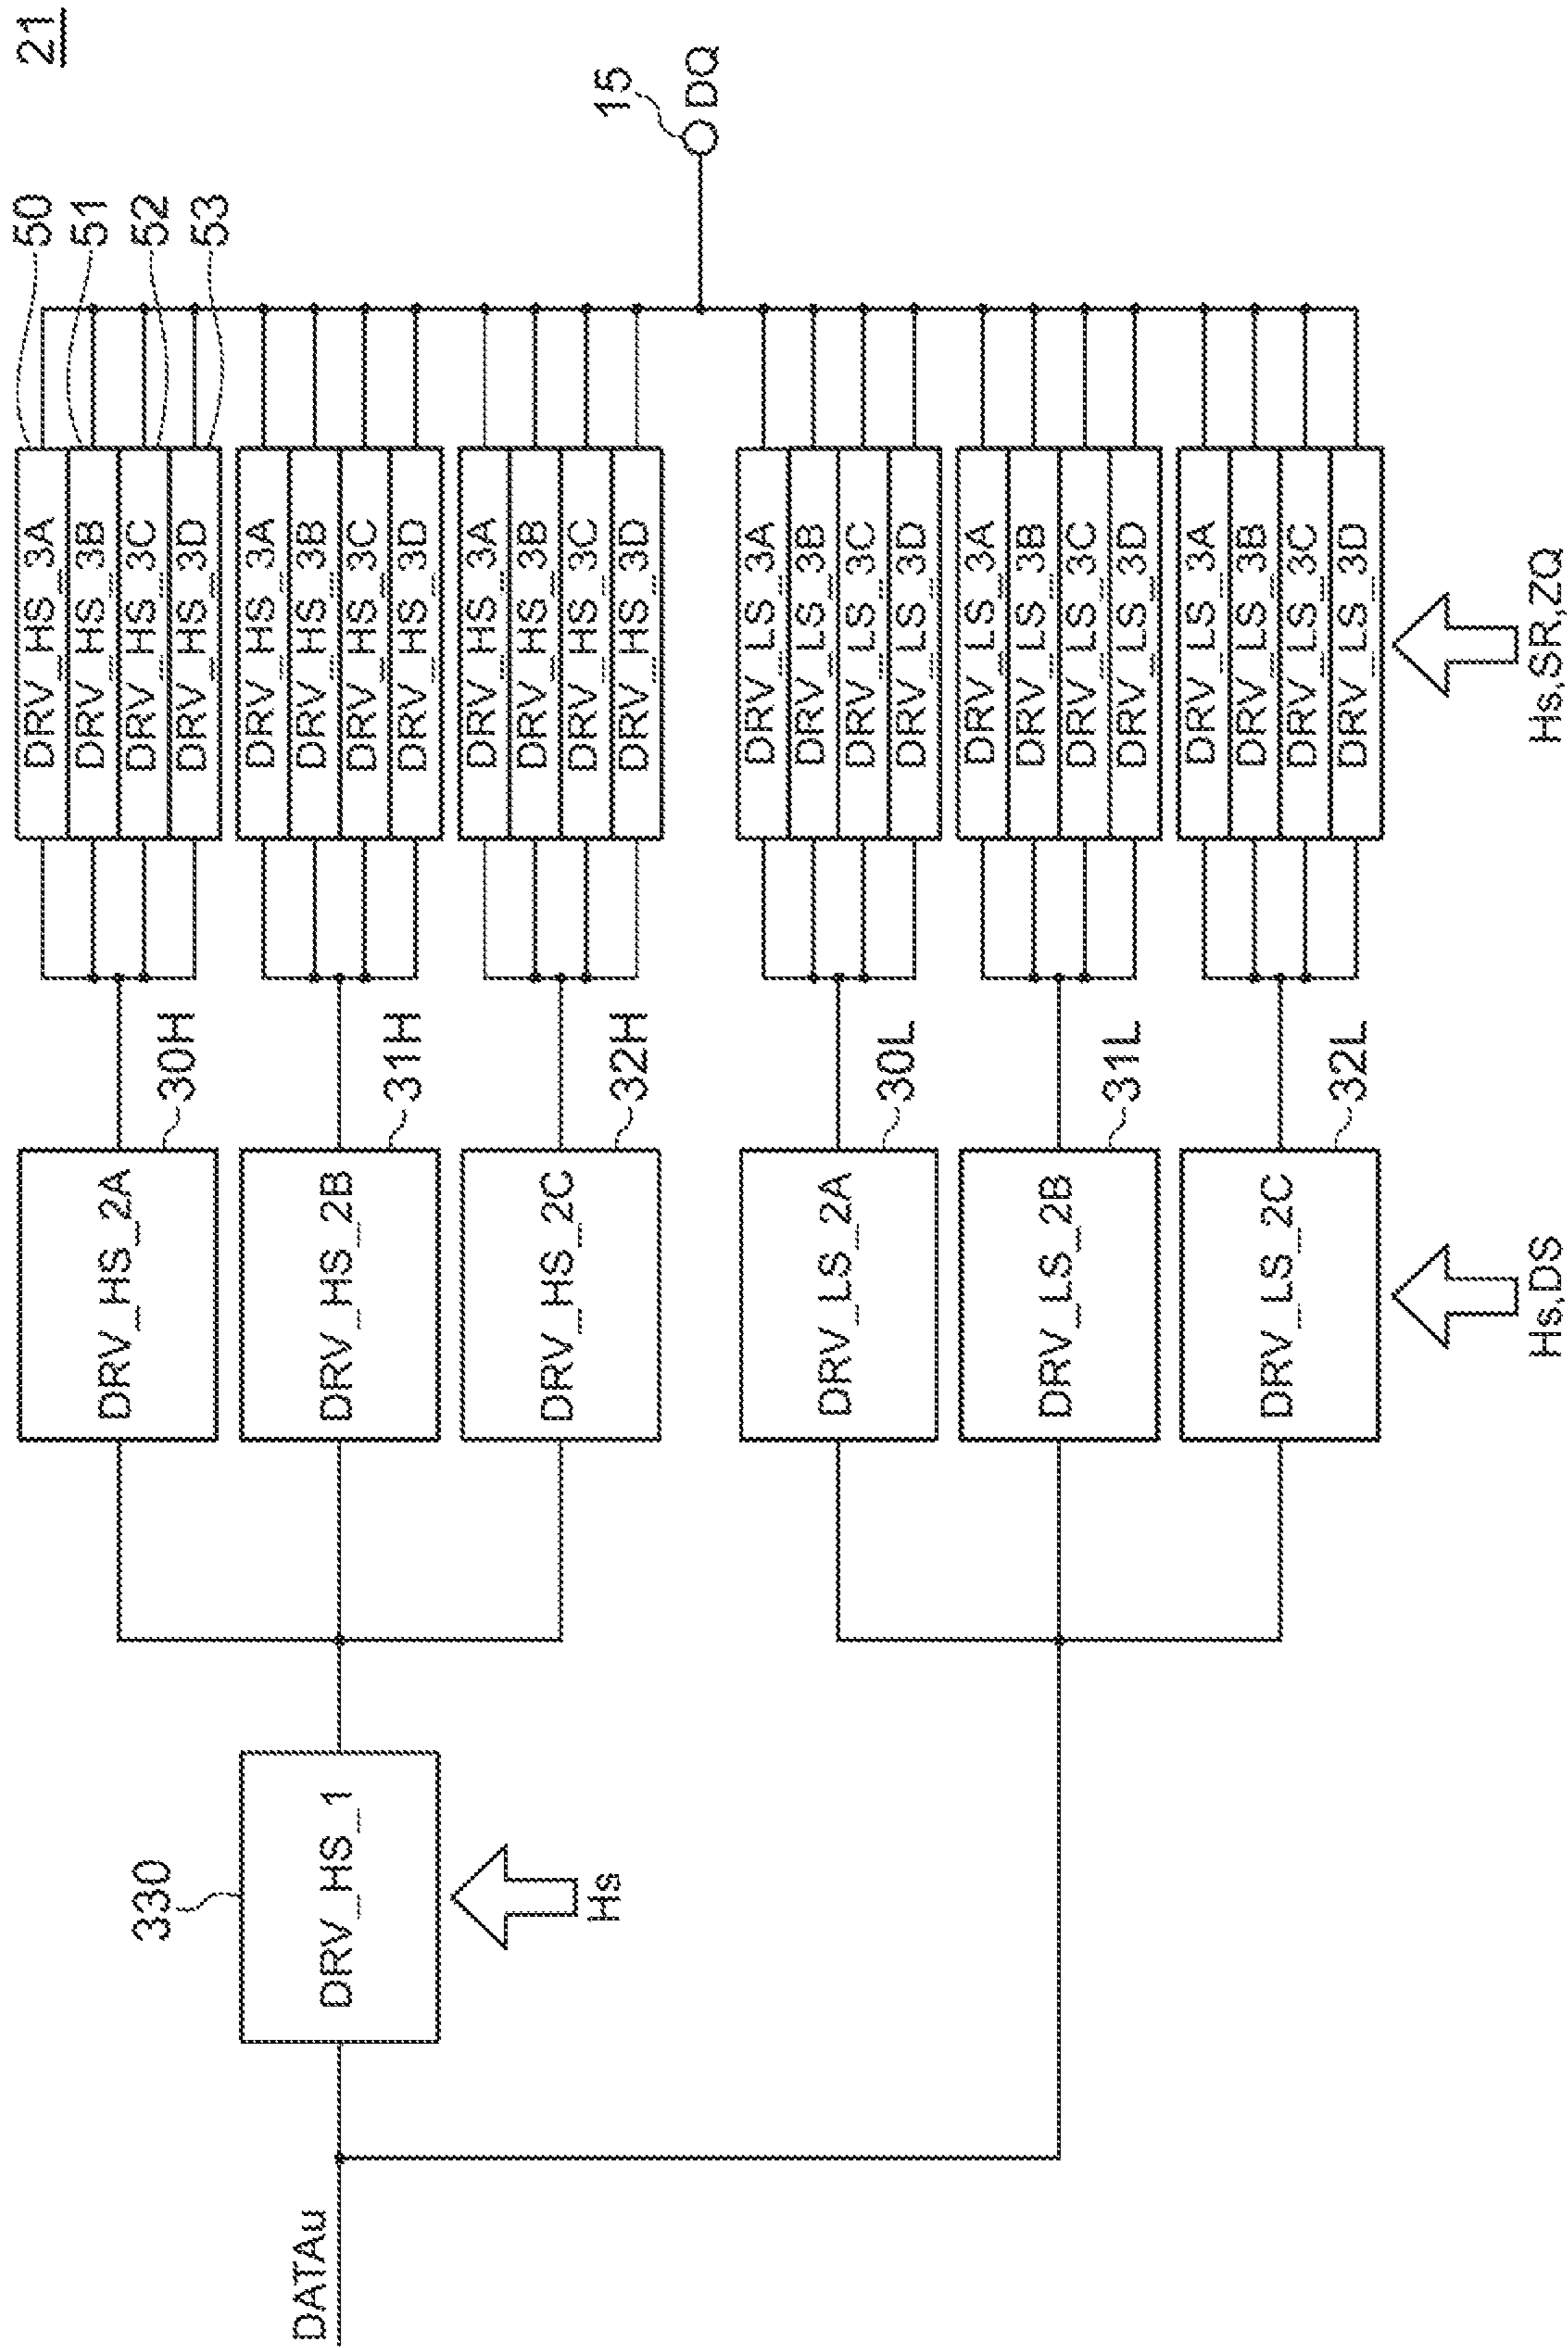 21
DATAu
330
DRV_HS_1
Hs
DRV_HS_2A
30H
DRV_HS_2B
31H
DRV_HS_2C
32H
DRV_LS_2A
30L
DRV_LS_2B
31L
DRV_LS_2C
32L
Hs,DS
50
51
52
53
DRV_HS_3A
DRV_HS_3B
DRV_HS_3C
DRV_HS_3D
DRV_HS_3A
DRV_HS_3B
DRV_HS_3C
DRV_HS_3D
DRV_HS_3A
DRV_HS_3B
DRV_HS_3C
DRV_HS_3D
DRV_LS_3A
DRV_LS_3B
DRV_LS_3C
DRV_LS_3D
DRV_LS_3A
DRV_LS_3B
DRV_LS_3C
DRV_LS_3D
DRV_LS_3A
DRV_LS_3B
DRV_LS_3C
DRV_LS_3D
Hs,SR,ZQ
15
DQ